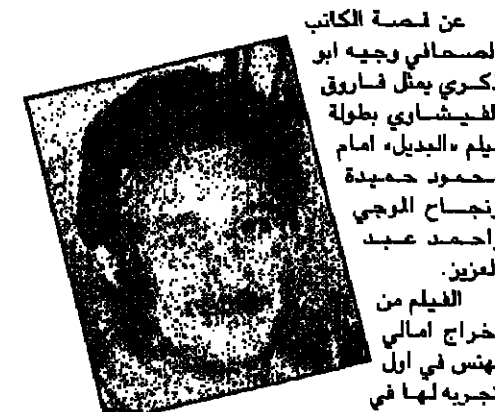 عن قصة الكاتب
لصحافي وجيه ابو
كري يمثل فاروق
لفيشاوي بطولة
يلم «البديل» امام
حمود حميدة
نجاح الموجي
احمد عبد
لعزيز.
الفيلم من
خراج امالي
بهنس في اول
تجربه لها في